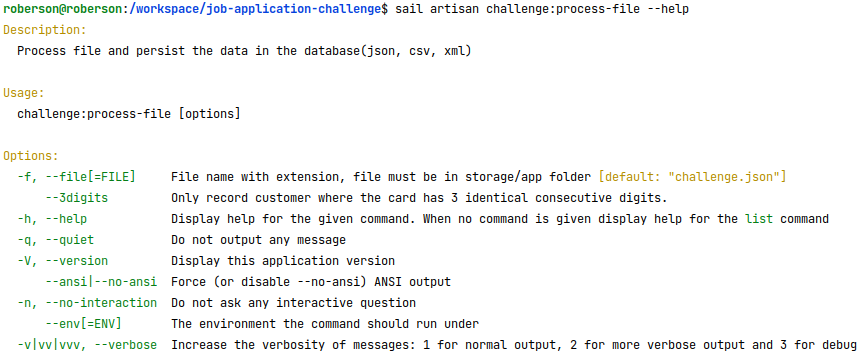 roberson@roberson:/workspace/job-application-challenge$ sail artisan challenge:process-file --help
Description:
  Process file and persist the data in the database(json, csv, xml)

Usage:
  challenge:process-file [options]

Options:
  -f, --file[=FILE]     File name with extension, file must be in storage/app folder [default: "challenge.json"]
      --3digits         Only record customer where the card has 3 identical consecutive digits.
  -h, --help            Display help for the given command. When no command is given display help for the list command
  -q, --quiet           Do not output any message
  -V, --version         Display this application version
      --ansi|--no-ansi  Force (or disable --no-ansi) ANSI output
  -n, --no-interaction  Do not ask any interactive question
      --env[=ENV]       The environment the command should run under
  -v|vv|vvv, --verbose  Increase the verbosity of messages: 1 for normal output, 2 for more verbose output and 3 for debug